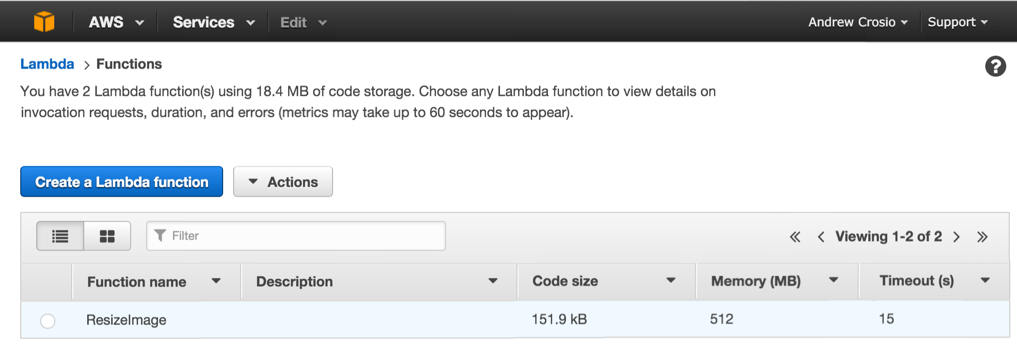 AWS Services Edit Andrew Crosio Support
Lambda > Functions
You have 2 Lambda function(s) using 18.4 MB of code storage. Choose any Lambda function to view details on
invocation requests, duration, and errors (metrics may take up to 60 seconds to appear).
Create a Lambda function Actions
Filter « < Viewing 1-2 of 2 > »
Function name Description Code size Memory (MB) Timeout (s)
ResizeImage 151.9 kB 512 15